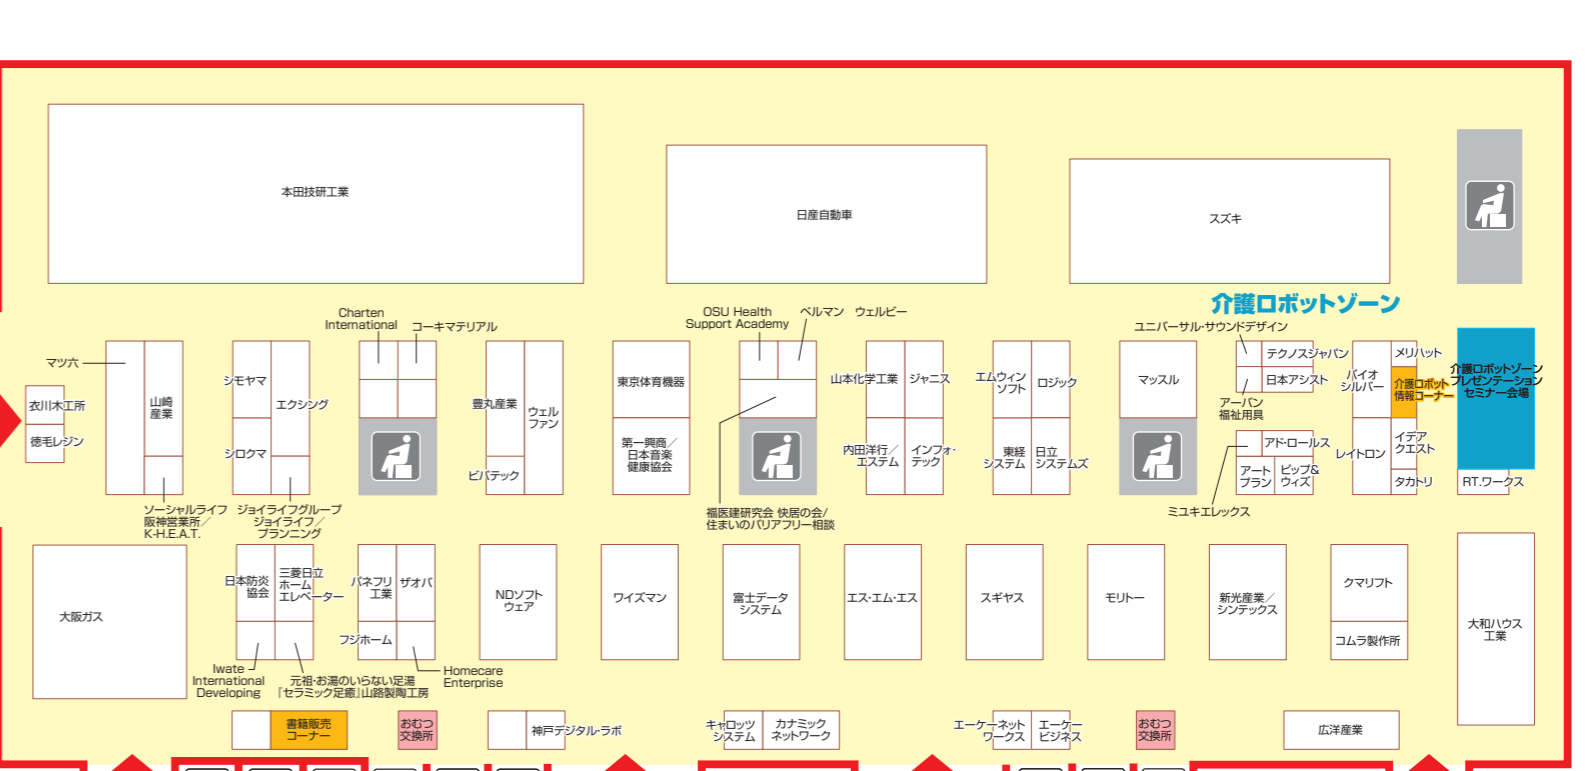 本田技研工業
日産自動車
スズキ
介護ロボットゾーン
Charten
International
コーキマテリアル
OSU Health
Support Academy
ベルマン
ウェルビー
ユニバーサル・サウンドデザイン
マツ六
衣川木工所
徳毛レジン
山崎
産業
シモヤマ
エクシング
シロクマ
豊丸産業
ウェル
ファン
ビバテック
東京体育機器
第一興商／
日本音楽
健康協会
山本化学工業
ジャニス
内田洋行／
エステム
インフォ・
テック
エムウィン
ソフト
ロジック
東経
システム
日立
システムズ
マッスル
テクノスジャパン
日本アシスト
アーバン
福祉用具
アド・ロールス
アート
プラン
ピップ&
ウィズ
ミユキエレックス
バイオ
シルバー
メリハット
介護ロボット
情報コーナー
レイトロン
イデア
クエスト
タカトリ
介護ロボットゾーン
プレゼンテーション
セミナー会場
RT.ワークス
ソーシャルライフ
阪神営業所／
K-H.E.A.T.
ジョイライフグループ
ジョイライフ／
プランニング
福医建研究会 快居の会/
住まいのバリアフリー相談
大阪ガス
日本防炎
協会
三菱日立
ホーム
エレベーター
パネフリ
工業
ザオバ
フジホーム
NDソフト
ウェア
ワイズマン
富士データ
システム
エス・エム・エス
スギヤス
モリトー
新光産業／
シンテックス
クマリフト
コムラ製作所
大和ハウス
工業
Iwate
International
Developing
元祖・お湯のいらない足湯
『セラミック足癒』山路製陶工房
Homecare
Enterprise
書籍販売
コーナー
おむつ
交換所
神戸デジタル・ラボ
キャロッツ
システム
カナミック
ネットワーク
エーケーネット
ワークス
エーケー
ビジネス
おむつ
交換所
広洋産業